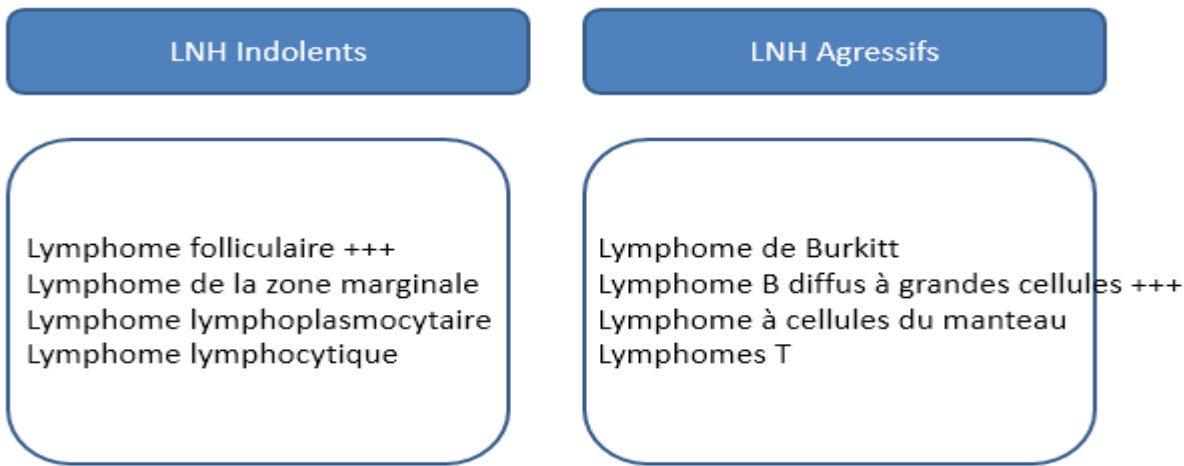 LNH Indolents
LNH Agressifs
Lymphome folliculaire +++
Lymphome de la zone marginale
Lymphome lymphoplasmocytaire
Lymphome lymphocytique
Lymphome de Burkitt
Lymphome B diffus à grandes cellules +++
Lymphome à cellules du manteau
Lymphomes T